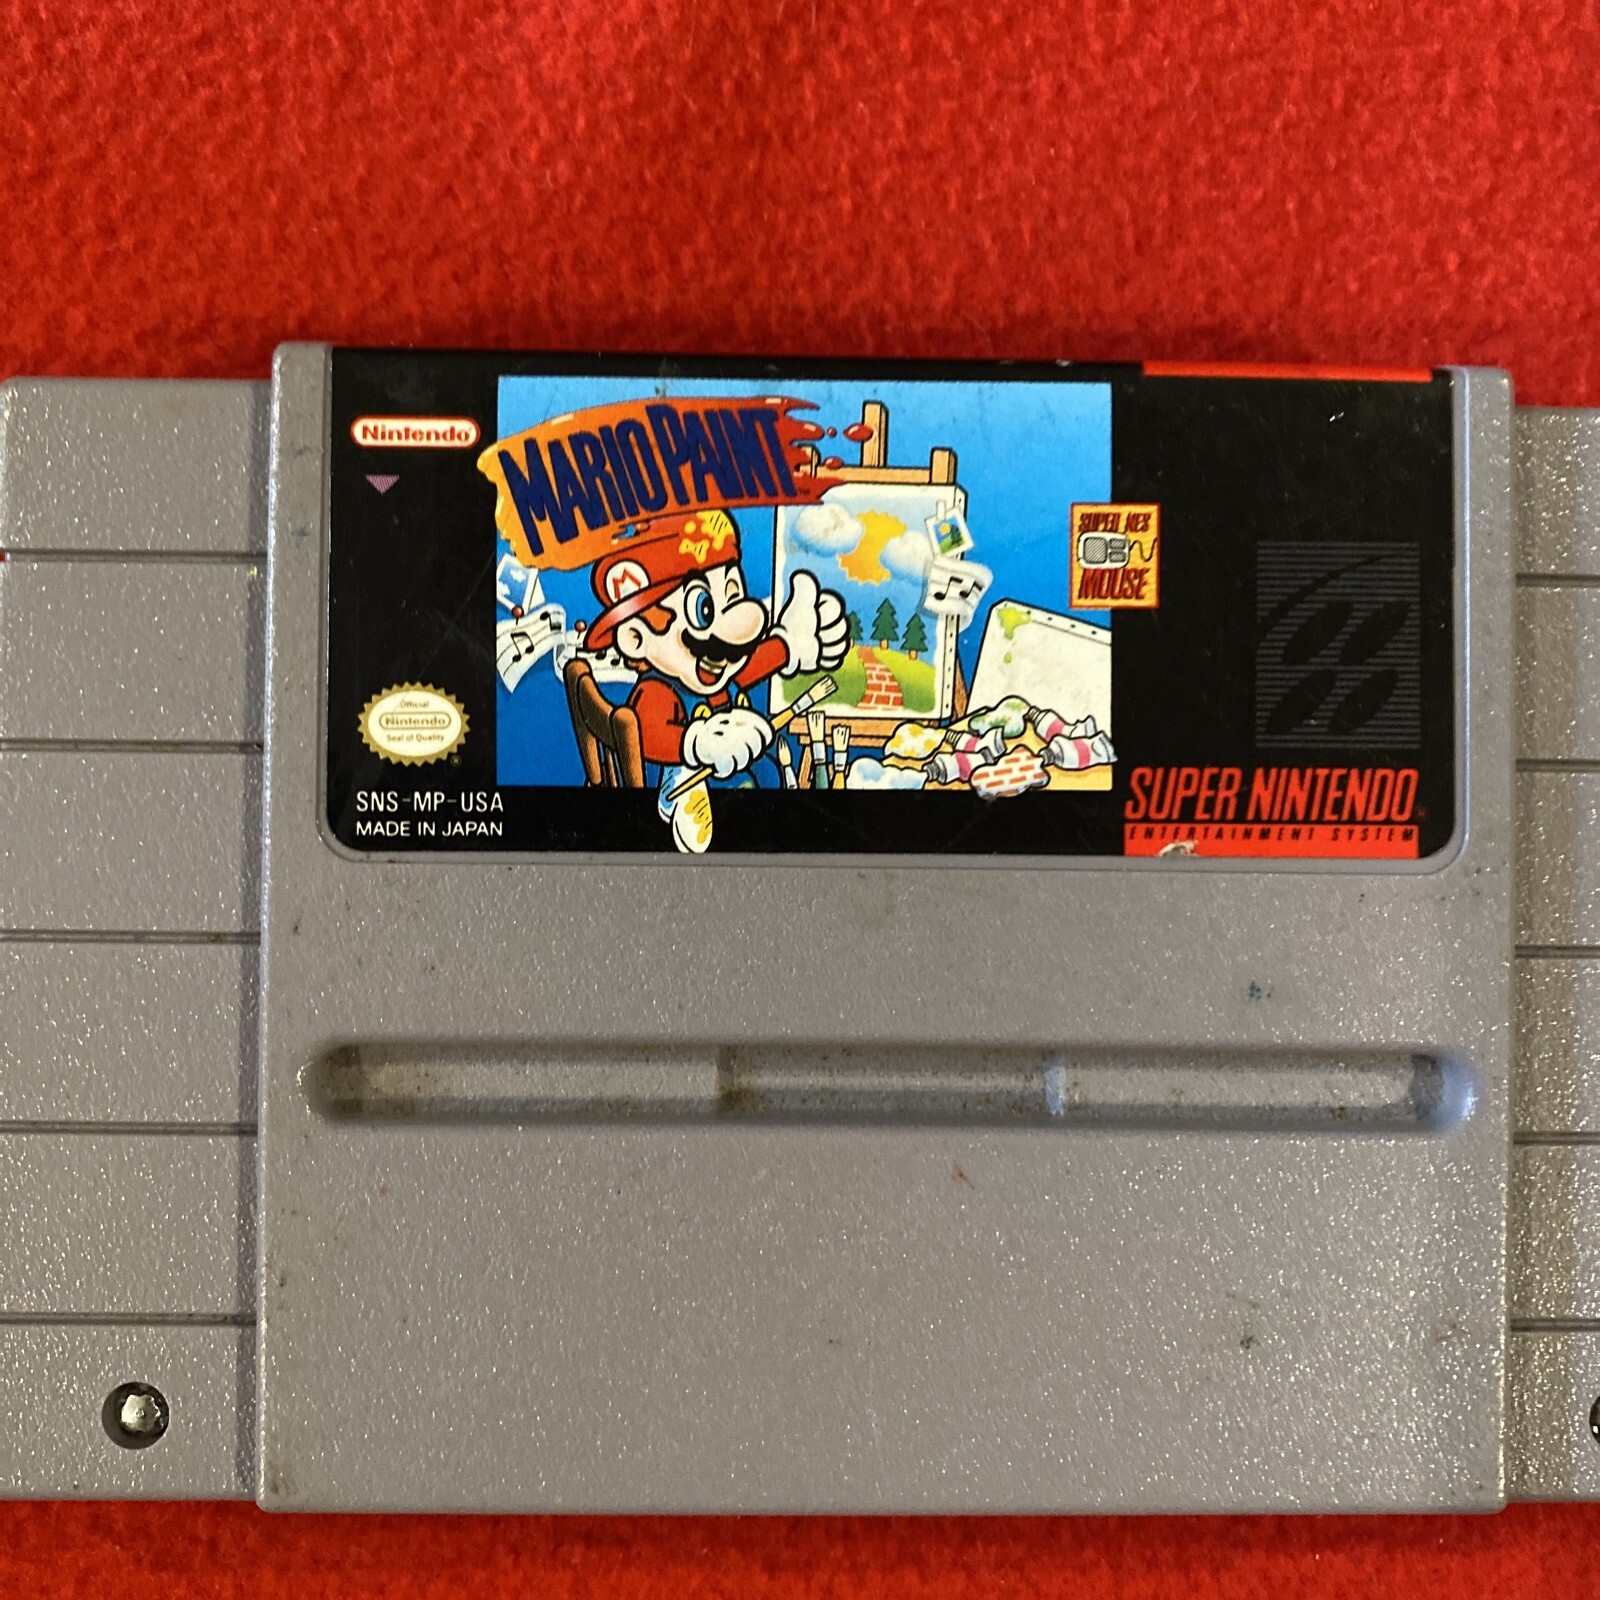 Nintendo®
MARIO PAINT™
M
SUPER NES
MOUSE
Official
Nintendo
Seal of Quality
®
SNS-MP-USA
MADE IN JAPAN
SUPER NINTENDO
ENTERTAINMENT SYSTEM